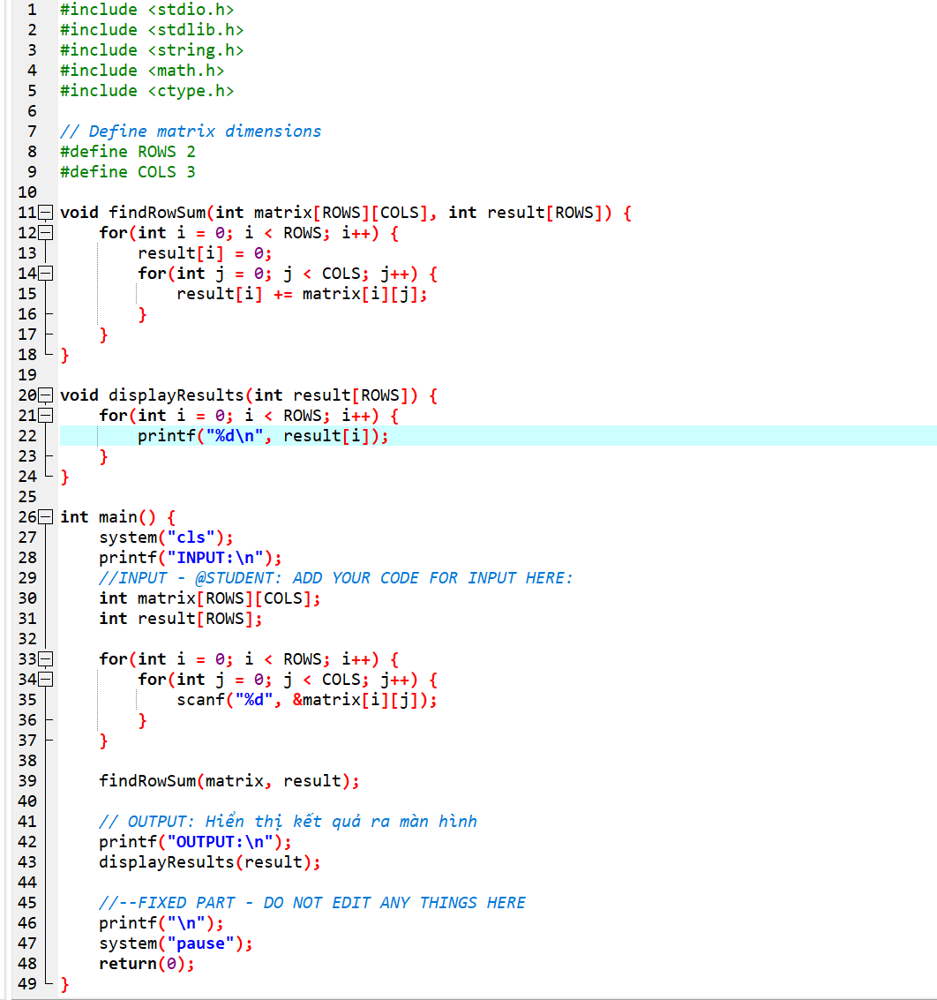 1 #include <stdio.h>
2 #include <stdlib.h>
3 #include <string.h>
4 #include <math.h>
5 #include <ctype.h>
6
7 // Define matrix dimensions
8 #define ROWS 2
9 #define COLS 3
10
11 void findRowSum(int matrix[ROWS][COLS], int result[ROWS]) {
12     for(int i = 0; i < ROWS; i++) {
13         result[i] = 0;
14         for(int j = 0; j < COLS; j++) {
15             result[i] += matrix[i][j];
16         }
17     }
18 }
19
20 void displayResults(int result[ROWS]) {
21     for(int i = 0; i < ROWS; i++) {
22         printf("%d\n", result[i]);
23     }
24 }
25
26 int main() {
27     system("cls");
28     printf("INPUT:\n");
29     //INPUT - @STUDENT: ADD YOUR CODE FOR INPUT HERE:
30     int matrix[ROWS][COLS];
31     int result[ROWS];
32
33     for(int i = 0; i < ROWS; i++) {
34         for(int j = 0; j < COLS; j++) {
35             scanf("%d", &matrix[i][j]);
36         }
37     }
38
39     findRowSum(matrix, result);
40
41     // OUTPUT: Hiển thị kết quả ra màn hình
42     printf("OUTPUT:\n");
43     displayResults(result);
44
45     //--FIXED PART - DO NOT EDIT ANY THINGS HERE
46     printf("\n");
47     system("pause");
48     return(0);
49 }